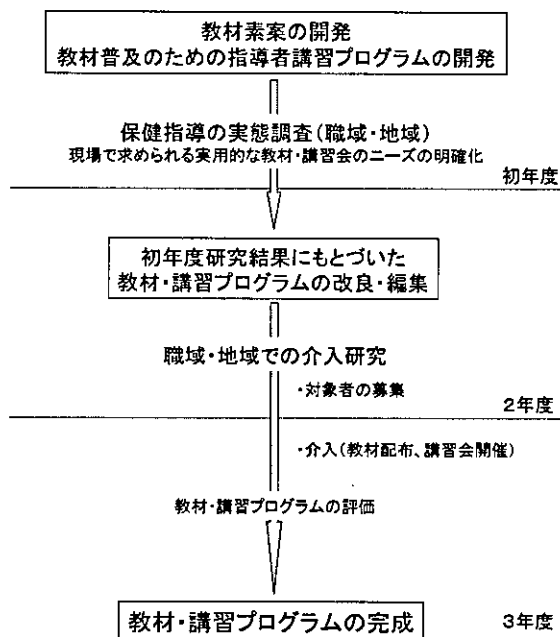 教材素案の開発
教材普及のための指導者講習プログラムの開発
保健指導の実態調査(職域・地域)
現場で求められる実用的な教材・講習会のニーズの明確化
初年度
初年度研究結果にもとづいた
教材・講習プログラムの改良・編集
職域・地域での介入研究
・対象者の募集
2年度
・介入(教材配布、講習会開催)
教材・講習プログラムの評価
教材・講習プログラムの完成
3年度